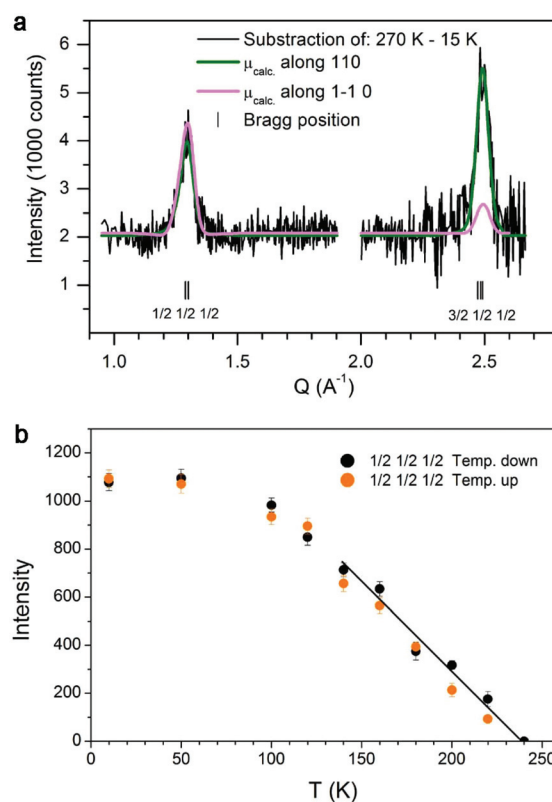 a
Substraction of: 270 K - 15 K
μcalc. along 110
μcalc. along 1-1 0
Bragg position
Intensity (1000 counts)
6
5
4
3
2
1
1/2 1/2 1/2
3/2 1/2 1/2
1.0 1.5 2.0 2.5
Q (A⁻¹)
b
1/2 1/2 1/2 Temp. down
1/2 1/2 1/2 Temp. up
Intensity
1200
1000
800
600
400
200
0
0 50 100 150 200 250
T (K)